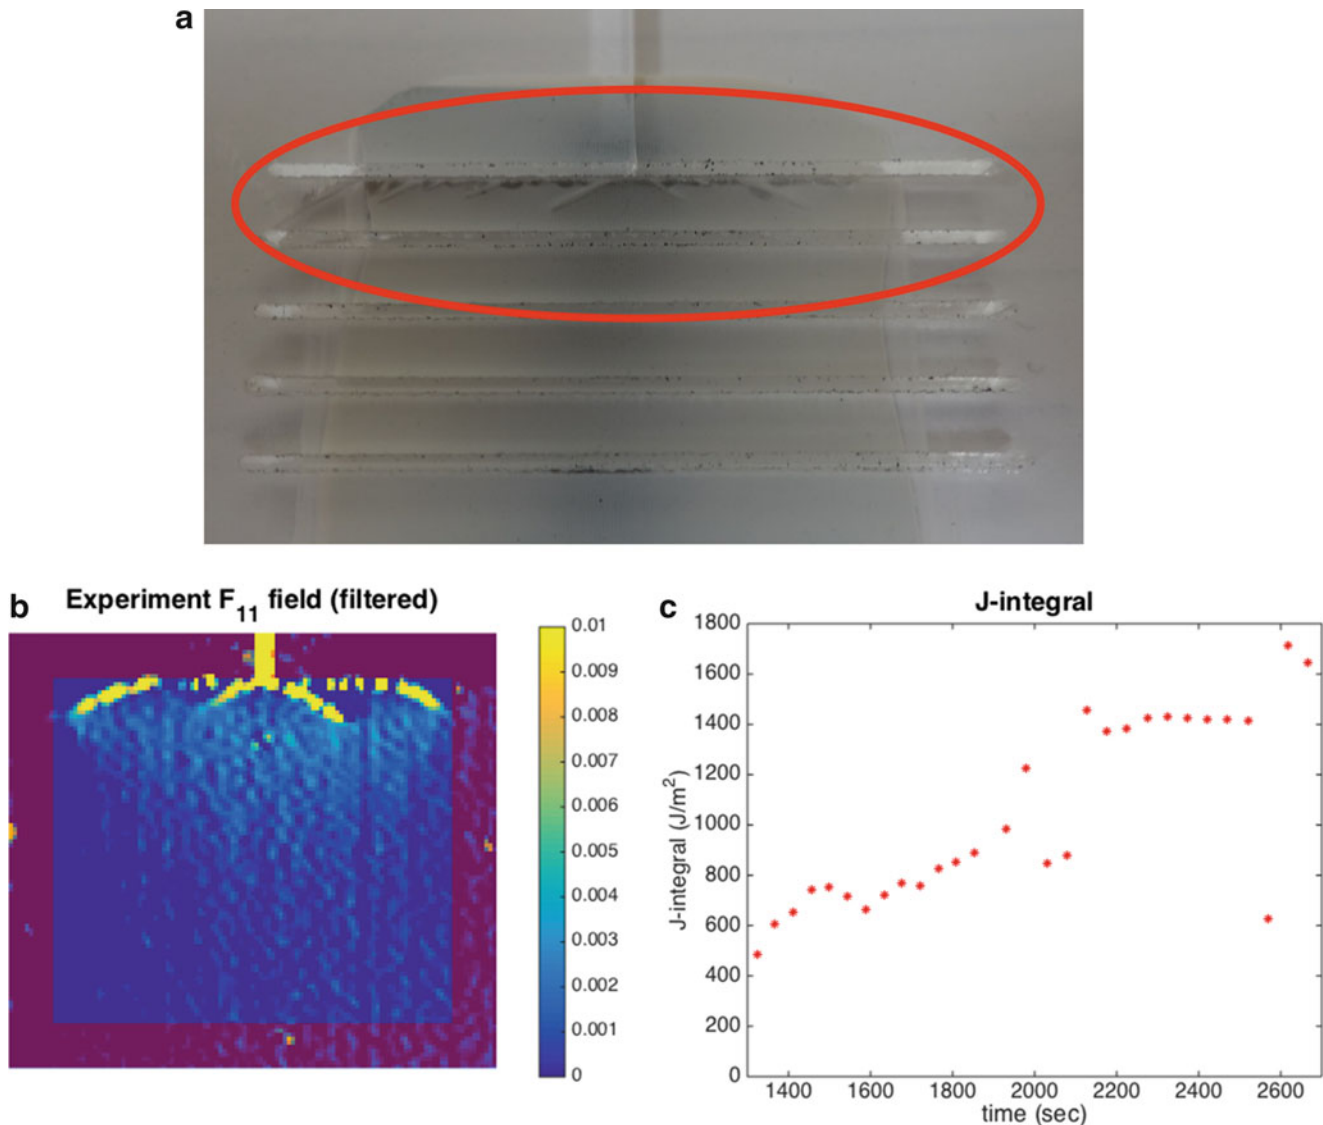 a
b
Experiment F11 field (filtered)
0.01
0.009
0.008
0.007
0.006
0.005
0.004
0.003
0.002
0.001
0
c
J-integral
J-integral (J/m2)
1800
1600
1400
1200
1000
800
600
400
200
0
1400 1600 1800 2000 2200 2400 2600
time (sec)